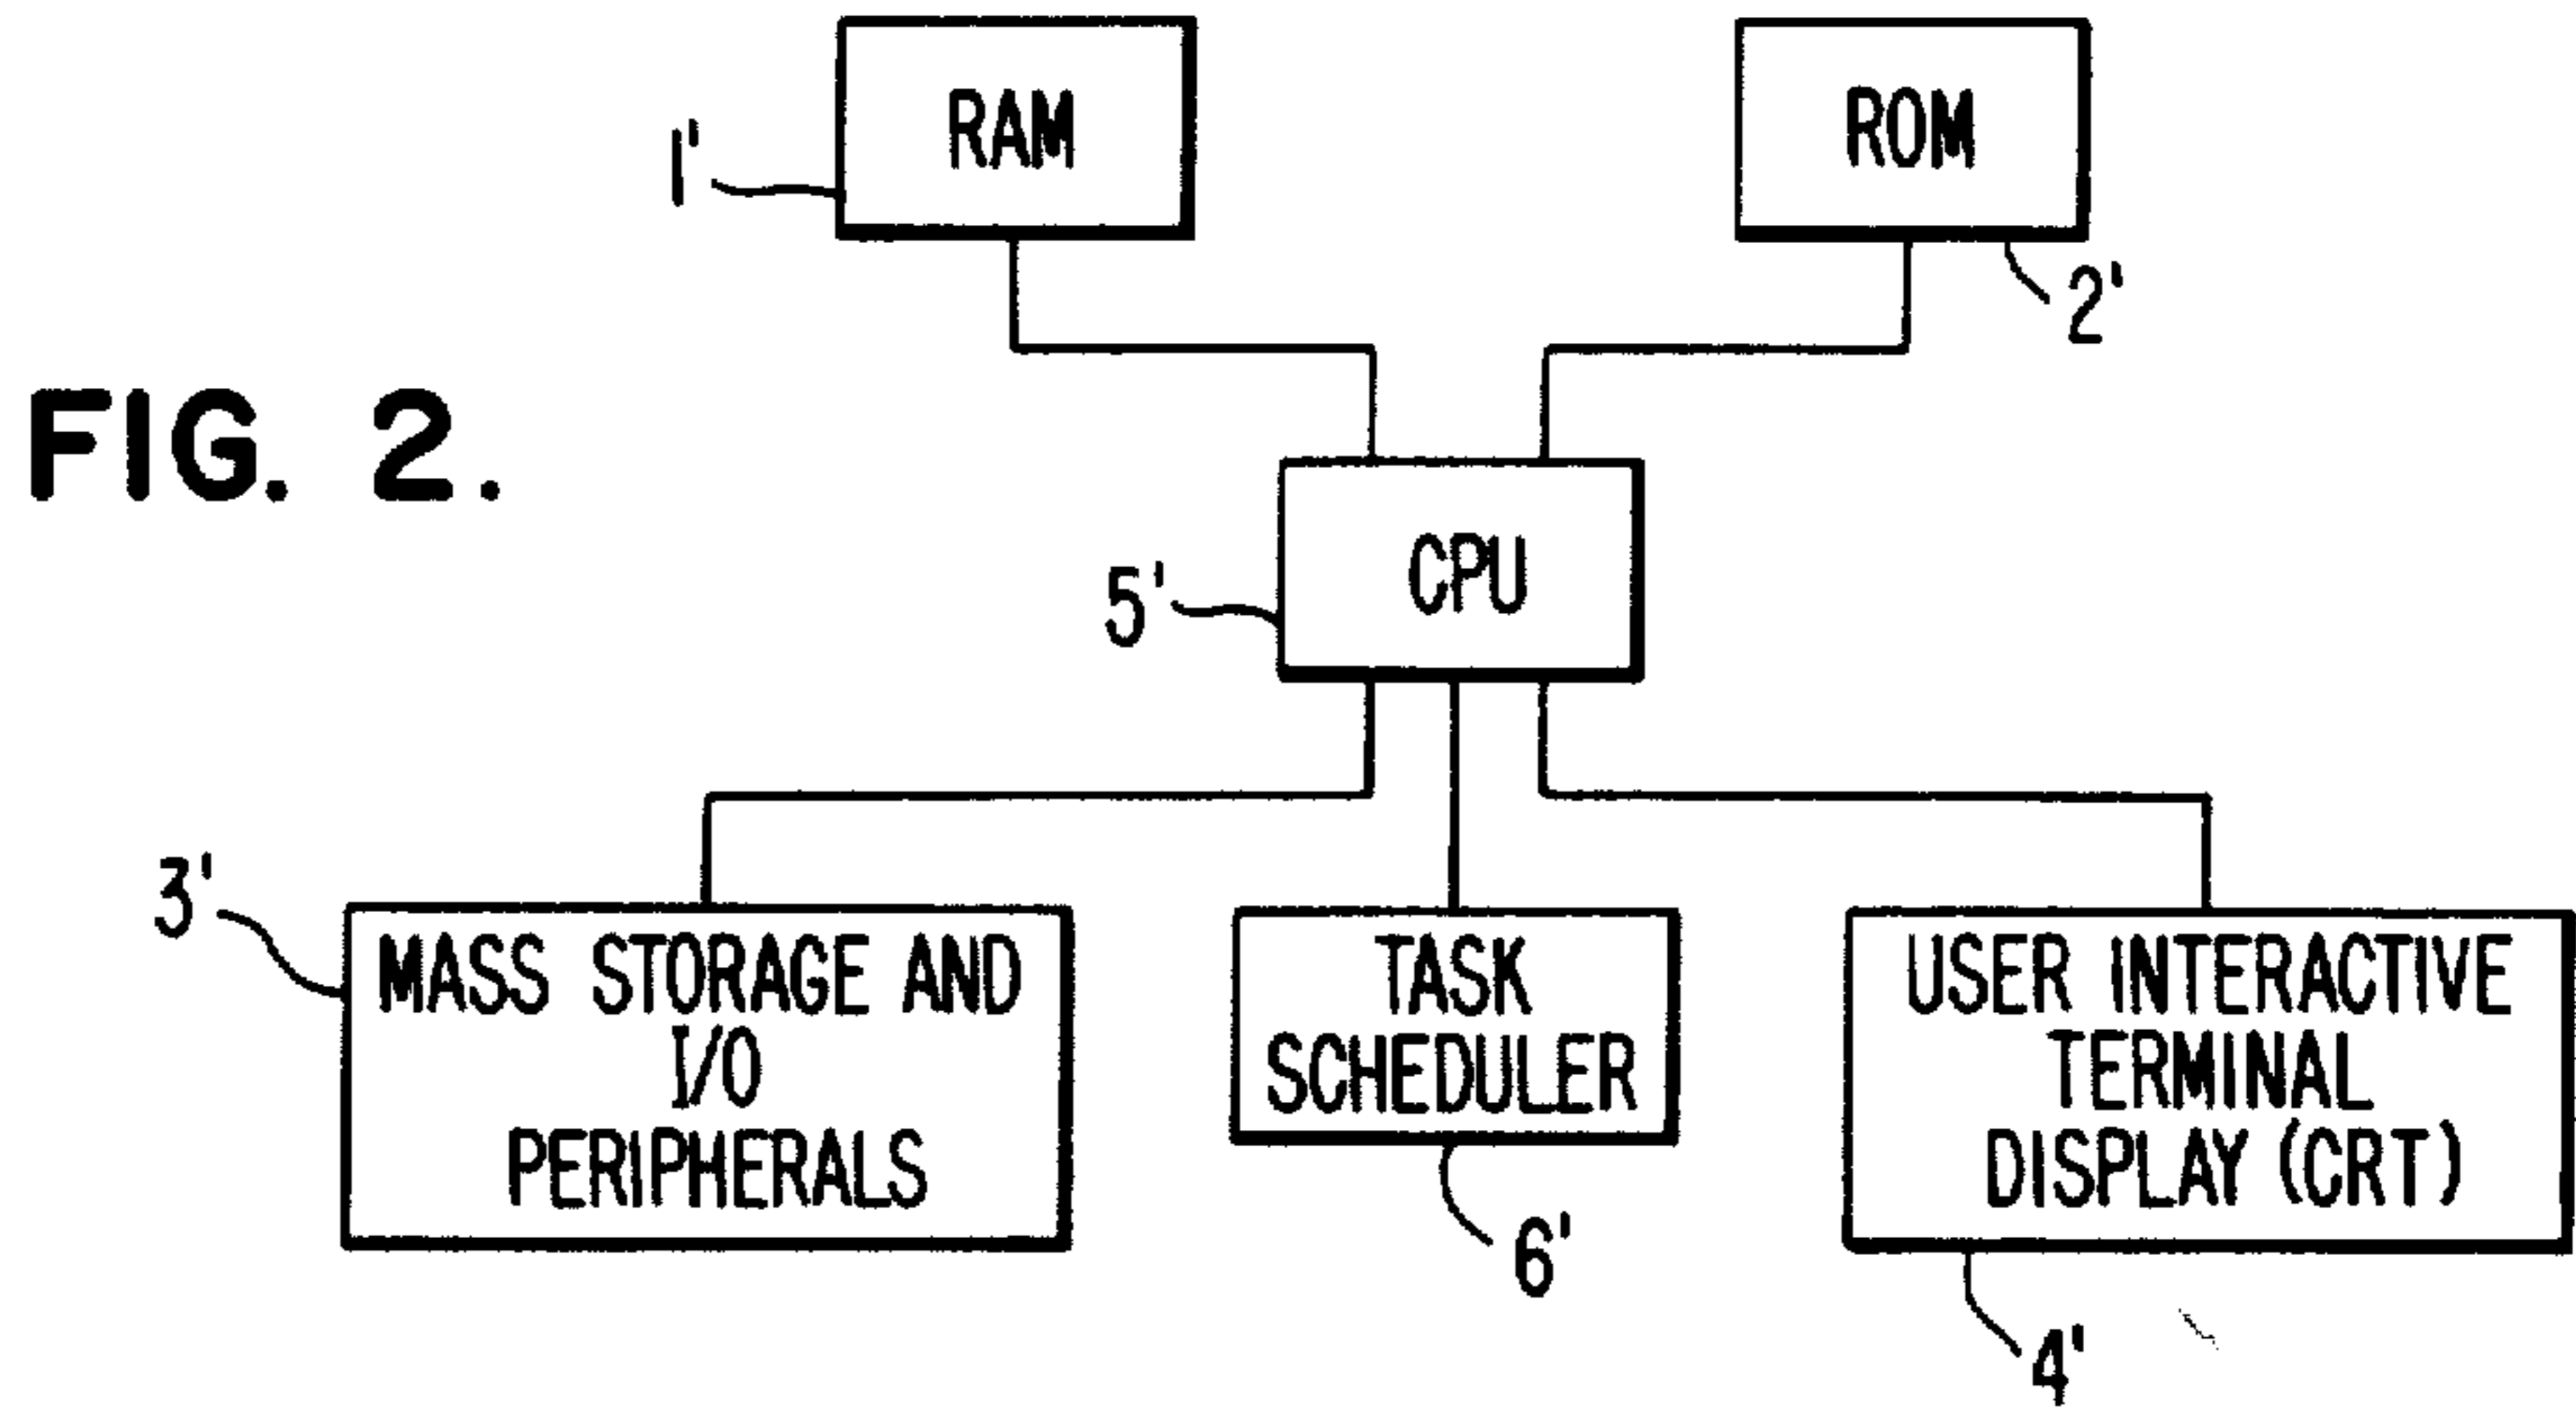 RAM
ROM
1'
2'
FIG. 2.
CPU
5'
3'
MASS STORAGE AND
I/O
PERIPHERALS
TASK
SCHEDULER
USER INTERACTIVE
TERMINAL
DISPLAY (CRT)
6'
4'